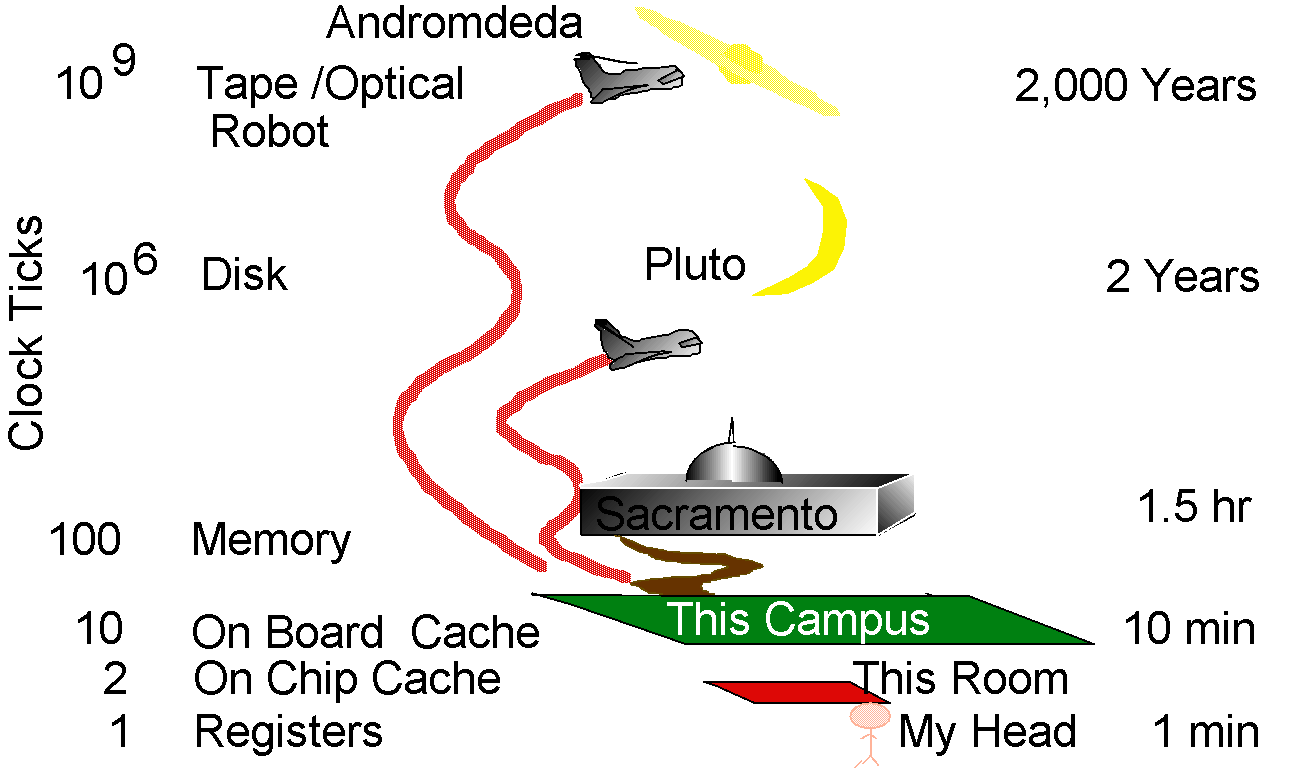 Andromdeda
10^9 Tape /Optical Robot 2,000 Years
Clock Ticks
10^6 Disk Pluto 2 Years
Sacramento 1.5 hr
100 Memory
10 On Board Cache This Campus 10 min
2 On Chip Cache This Room
1 Registers My Head 1 min